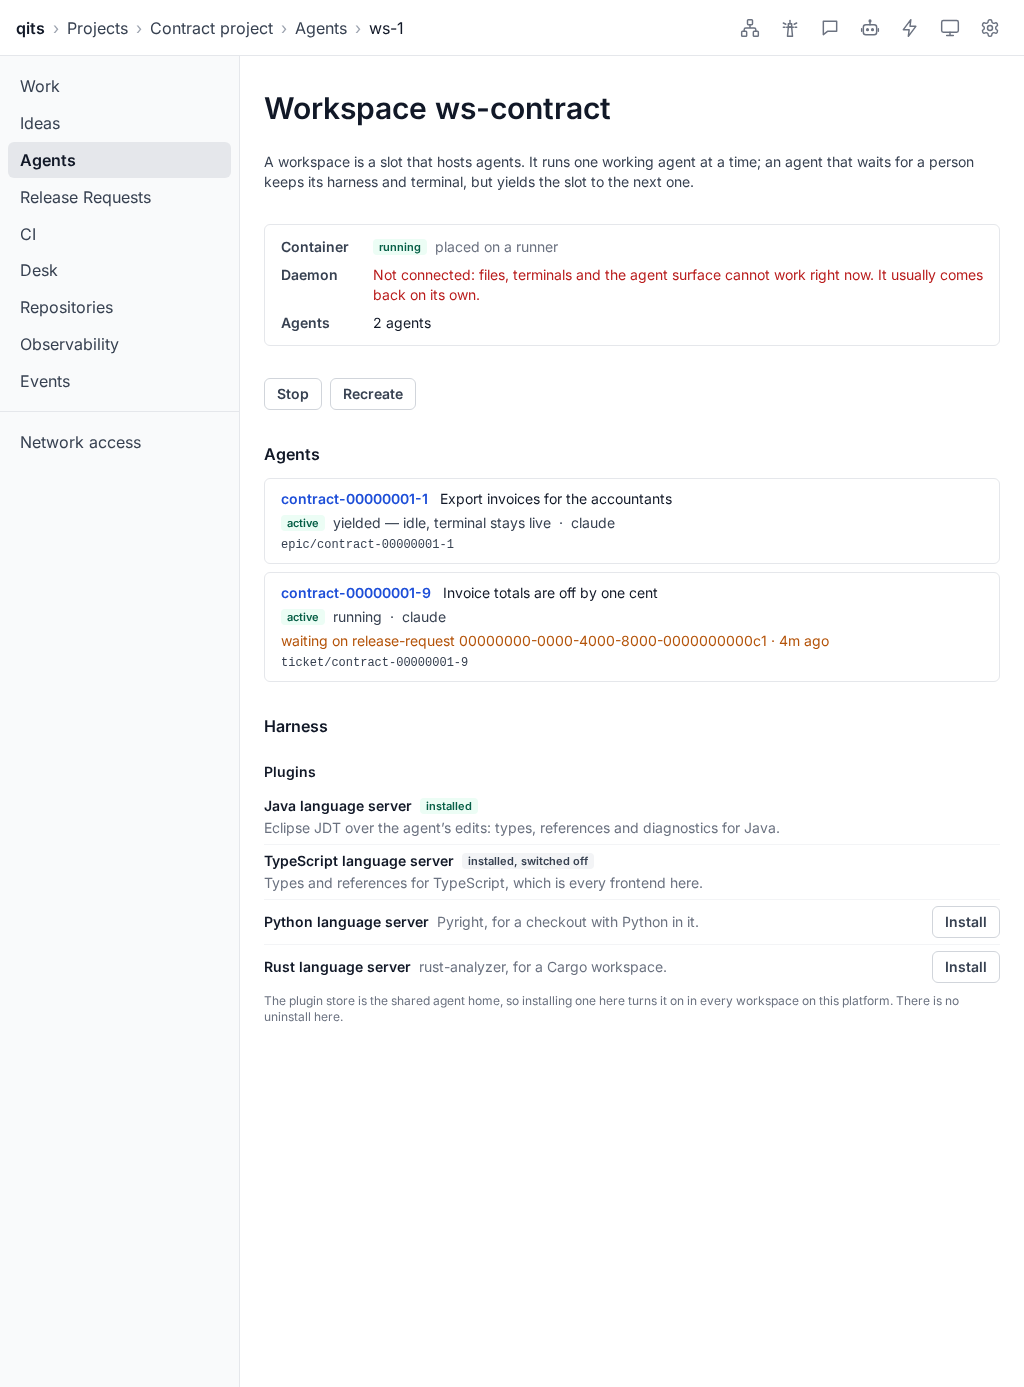 qits › Projects › Contract project › Agents › ws-1
Work
Ideas
Agents
Release Requests
CI
Desk
Repositories
Observability
Events
Network access
Workspace ws-contract
A workspace is a slot that hosts agents. It runs one working agent at a time; an agent that waits for a person
keeps its harness and terminal, but yields the slot to the next one.
Container running placed on a runner
Daemon Not connected: files, terminals and the agent surface cannot work right now. It usually comes
back on its own.
Agents 2 agents
Stop Recreate
Agents
contract-00000001-1 Export invoices for the accountants
active yielded — idle, terminal stays live · claude
epic/contract-00000001-1
contract-00000001-9 Invoice totals are off by one cent
active running · claude
waiting on release-request 00000000-0000-4000-8000-0000000000c1 · 4m ago
ticket/contract-00000001-9
Harness
Plugins
Java language server installed
Eclipse JDT over the agent’s edits: types, references and diagnostics for Java.
TypeScript language server installed, switched off
Types and references for TypeScript, which is every frontend here.
Python language server Pyright, for a checkout with Python in it. Install
Rust language server rust-analyzer, for a Cargo workspace. Install
The plugin store is the shared agent home, so installing one here turns it on in every workspace on this platform. There is no
uninstall here.